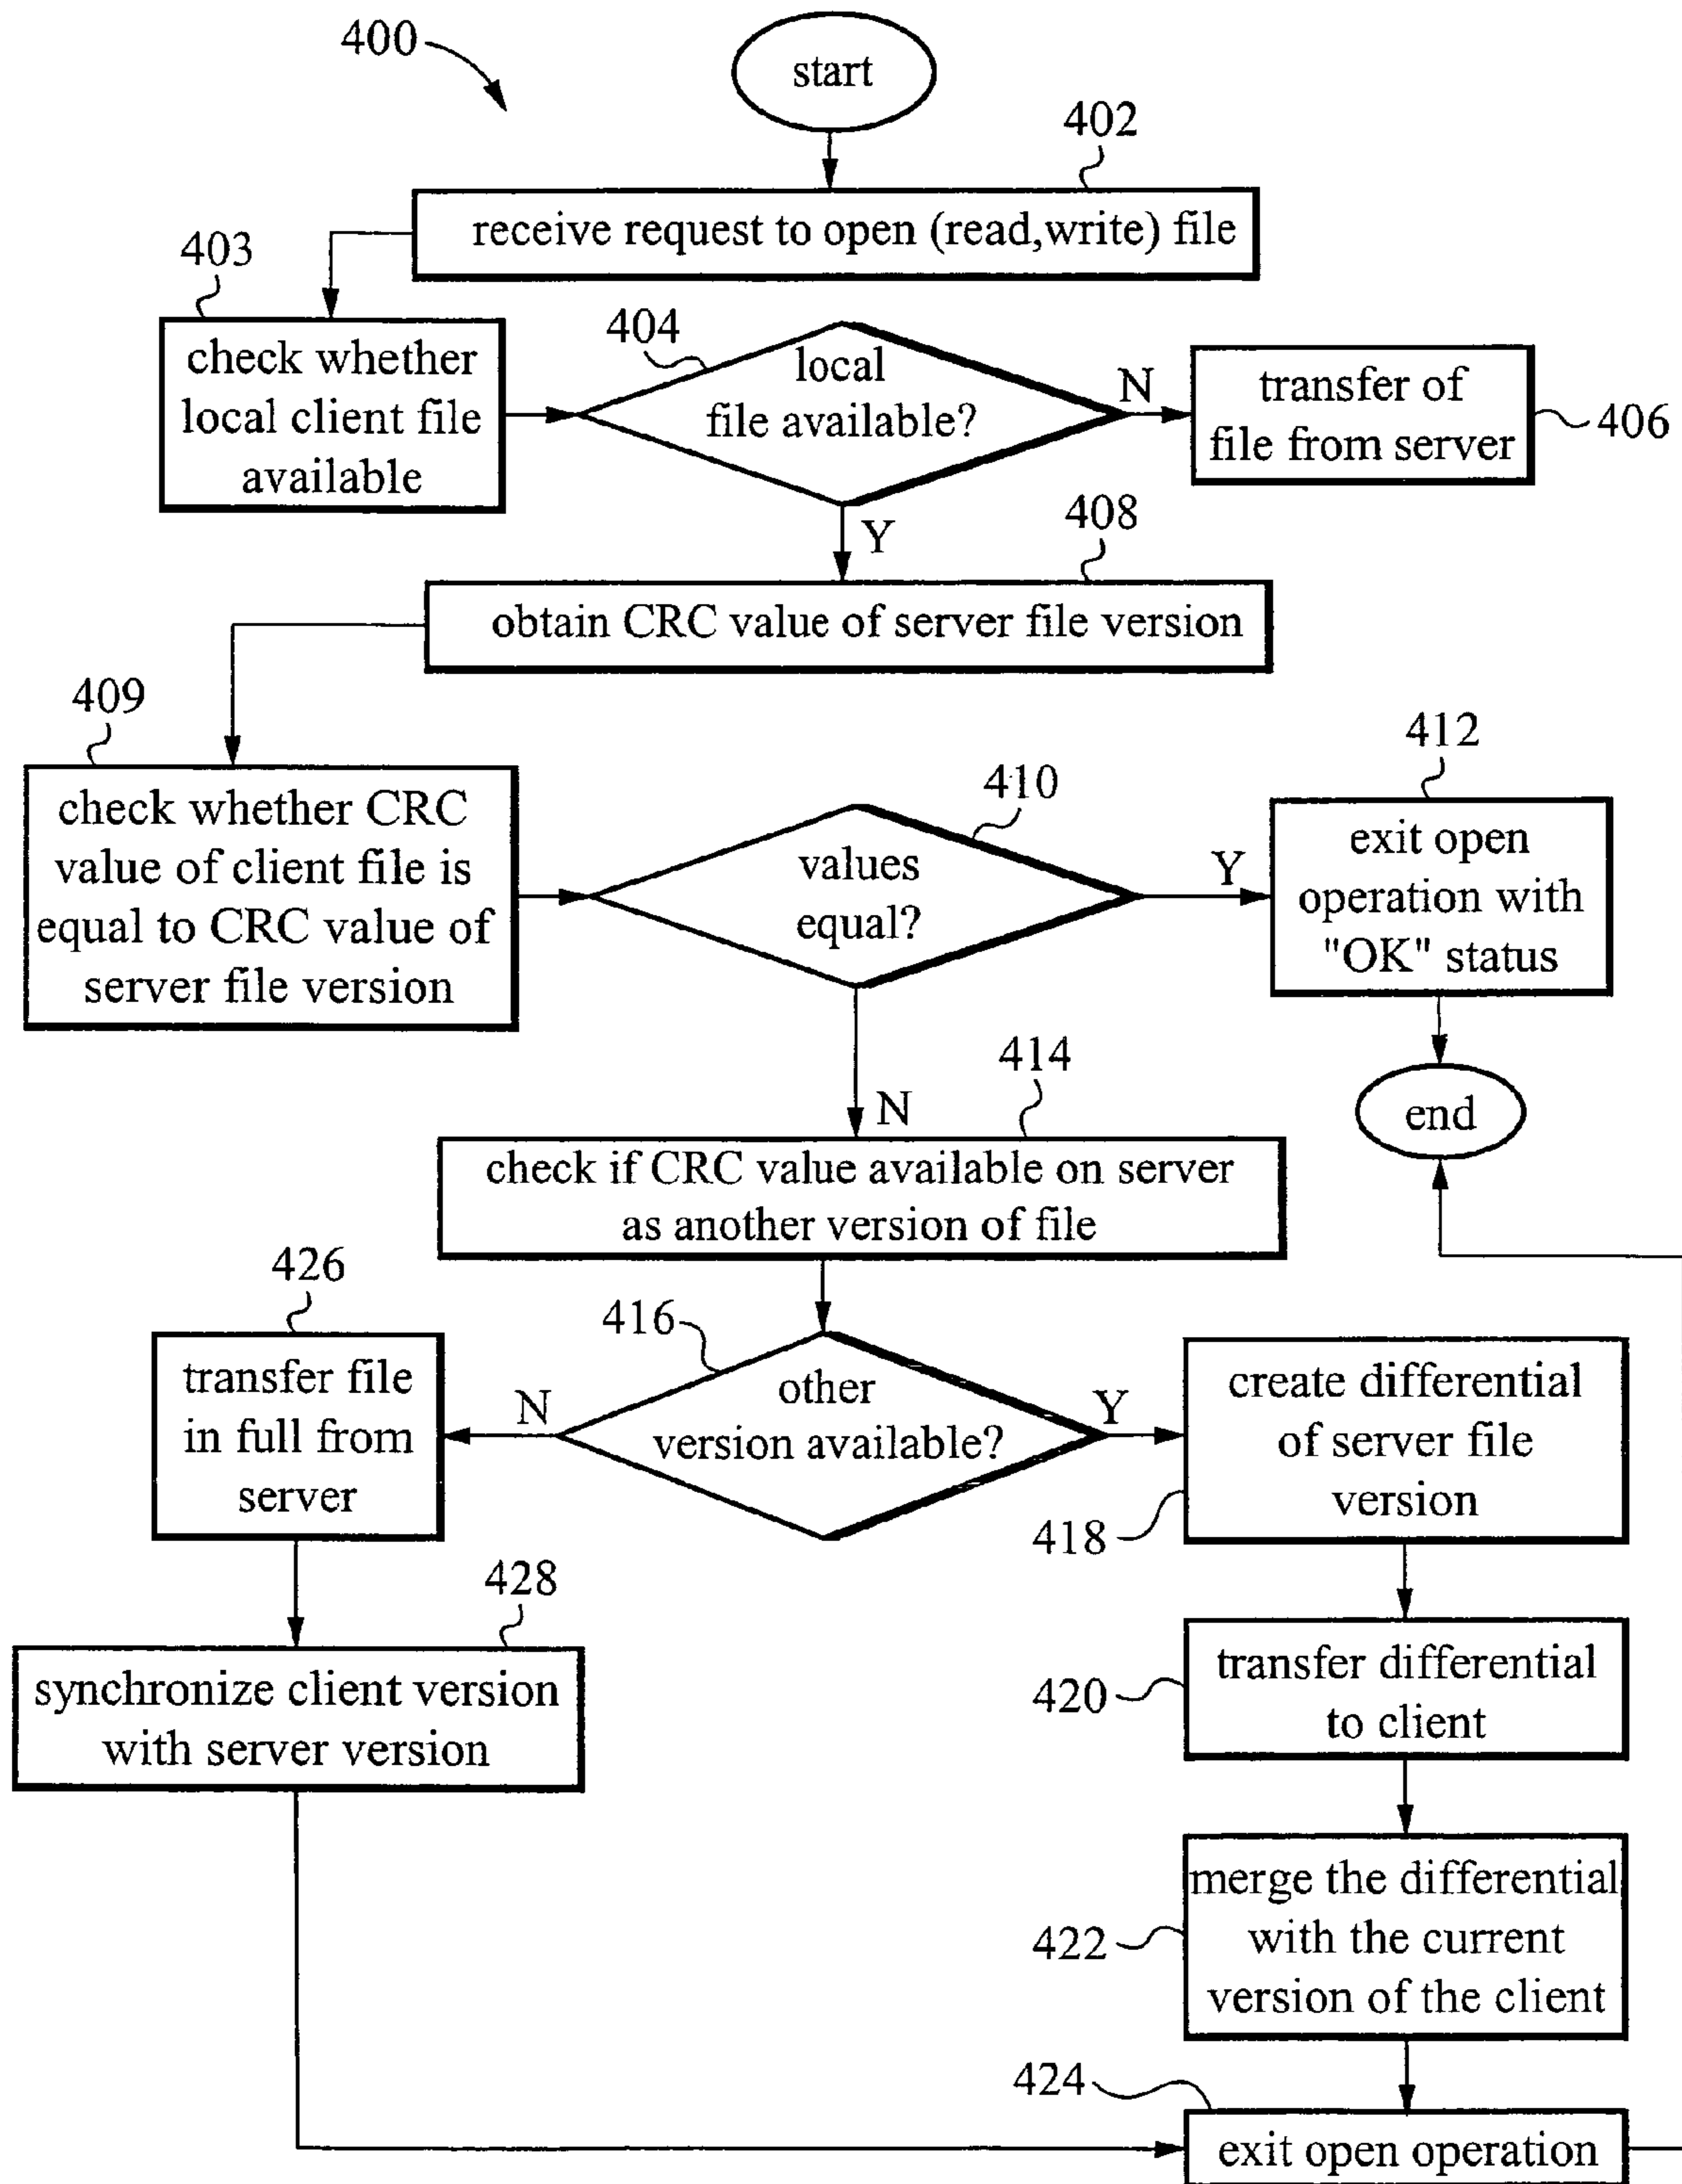 400
start
402
receive request to open (read,write) file
403
check whether
local client file
available
404
local
file available?
N
transfer of
file from server
406
Y
408
obtain CRC value of server file version
409
check whether CRC
value of client file is
equal to CRC value of
server file version
410
values
equal?
Y
412
exit open
operation with
"OK" status
end
N
414
check if CRC value available on server
as another version of file
416
other
version available?
N
426
transfer file
in full from
server
428
synchronize client version
with server version
Y
create differential
of server file
version
418
transfer differential
to client
420
merge the differential
with the current
version of the client
422
424
exit open operation